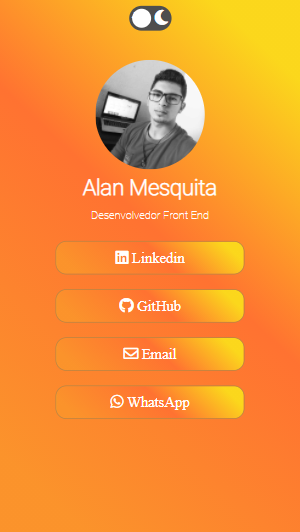 Alan Mesquita
Desenvolvedor Front End
Linkedin
GitHub
Email
WhatsApp